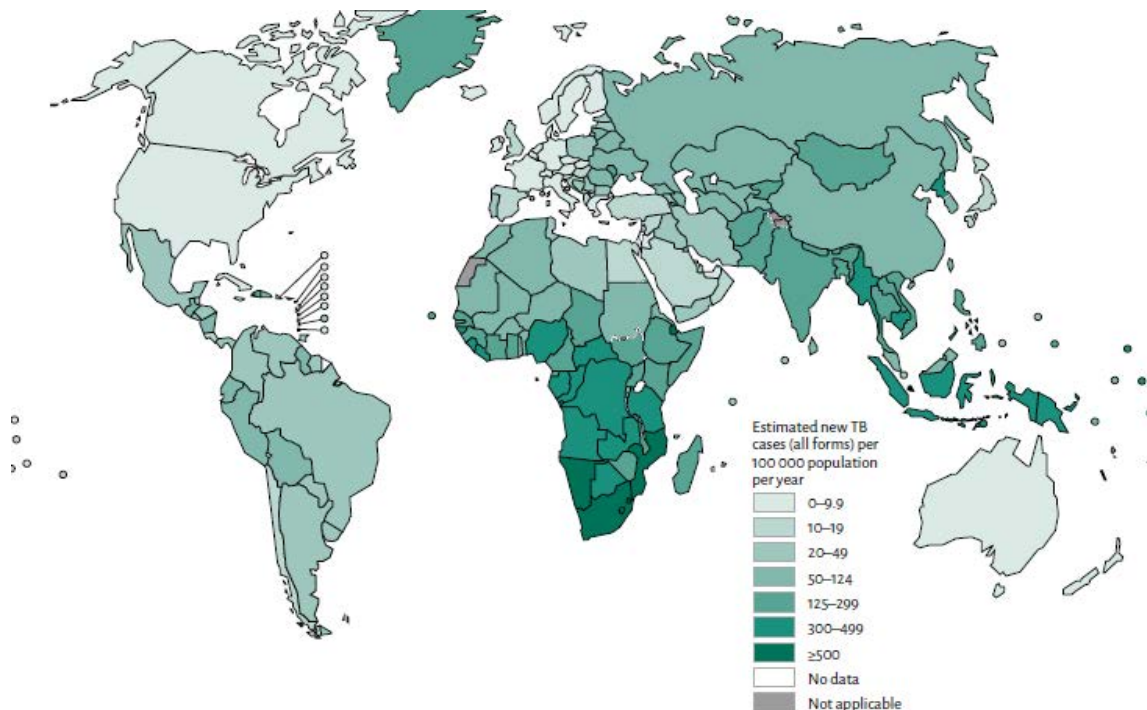 Estimated new TB
cases (all forms) per
100 000 population
per year
0–9.9
10–19
20–49
50–124
125–299
300–499
≥500
No data
Not applicable